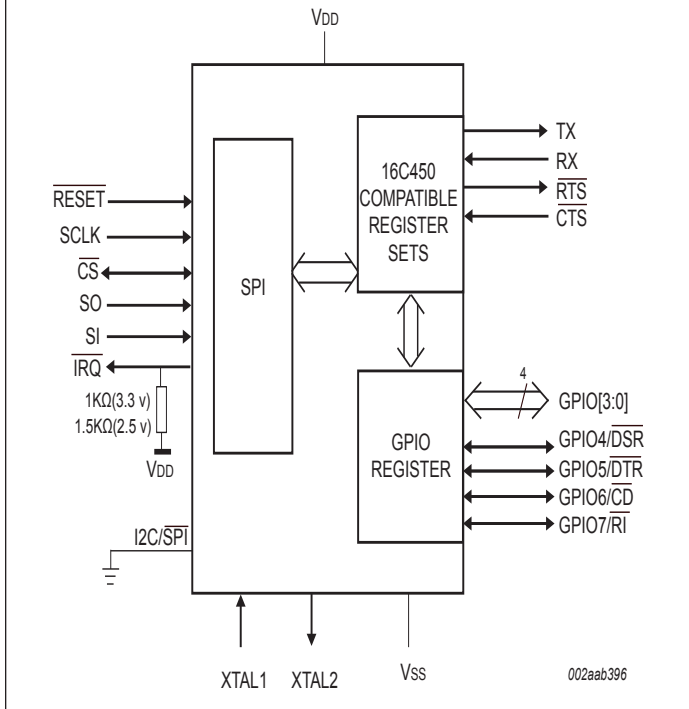 VDD
RESET
SCLK
CS
SO
SI
IRQ
1KΩ(3.3 v)
1.5KΩ(2.5 v)
VDD
I2C/SPI
SPI
16C450
COMPATIBLE
REGISTER
SETS
TX
RX
RTS
CTS
GPIO
REGISTER
4
GPIO[3:0]
GPIO4/DSR
GPIO5/DTR
GPIO6/CD
GPIO7/RI
XTAL1
XTAL2
VSS
002aab396